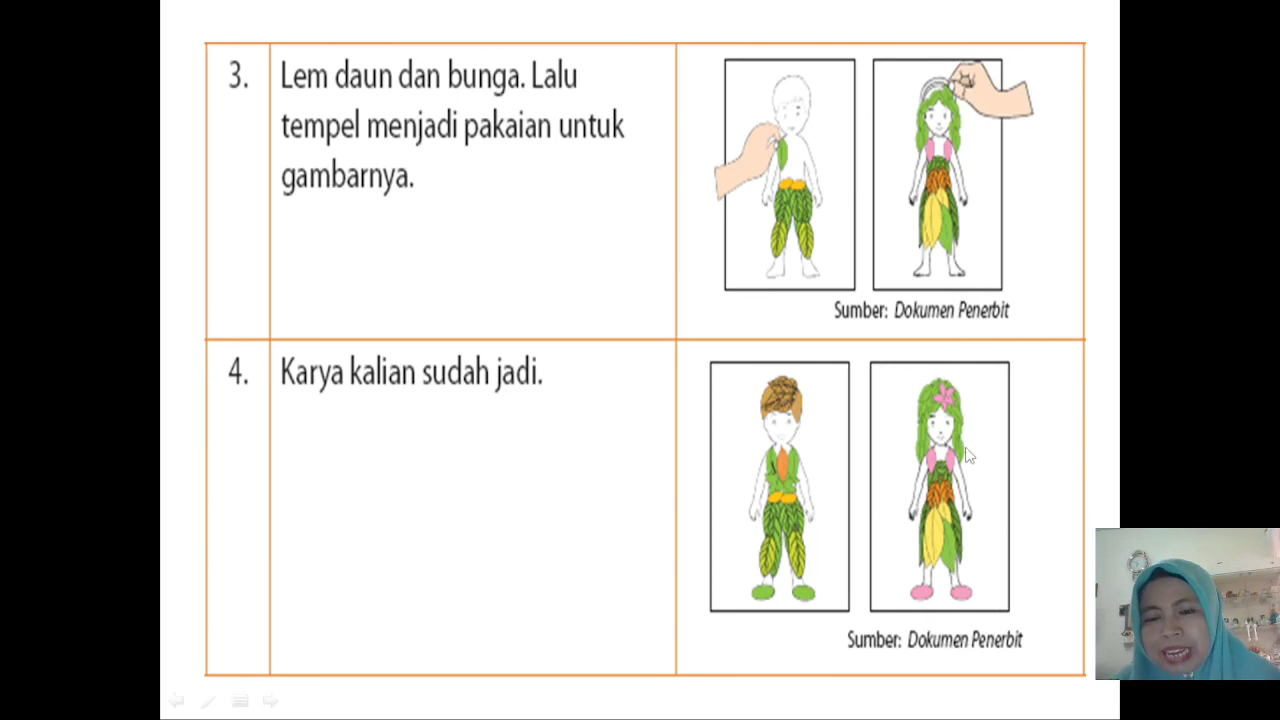 3.
Lem daun dan bunga. Lalu
tempel menjadi pakaian untuk
gambarnya.
Sumber: Dokumen Penerbit
4.
Karya kalian sudah jadi.
Sumber: Dokumen Penerbit